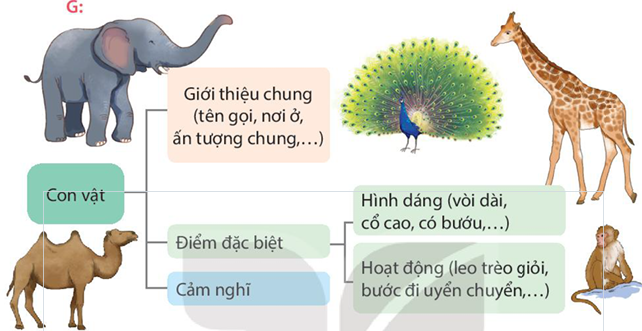 G:
Giới thiệu chung
(tên gọi, nơi ở,
ấn tượng chung,...)
Con vật
Điểm đặc biệt
Hình dáng (vòi dài,
cổ cao, có bướu,...)
Hoạt động (leo trèo giỏi,
bước đi uyển chuyển,...)
Cảm nghĩ